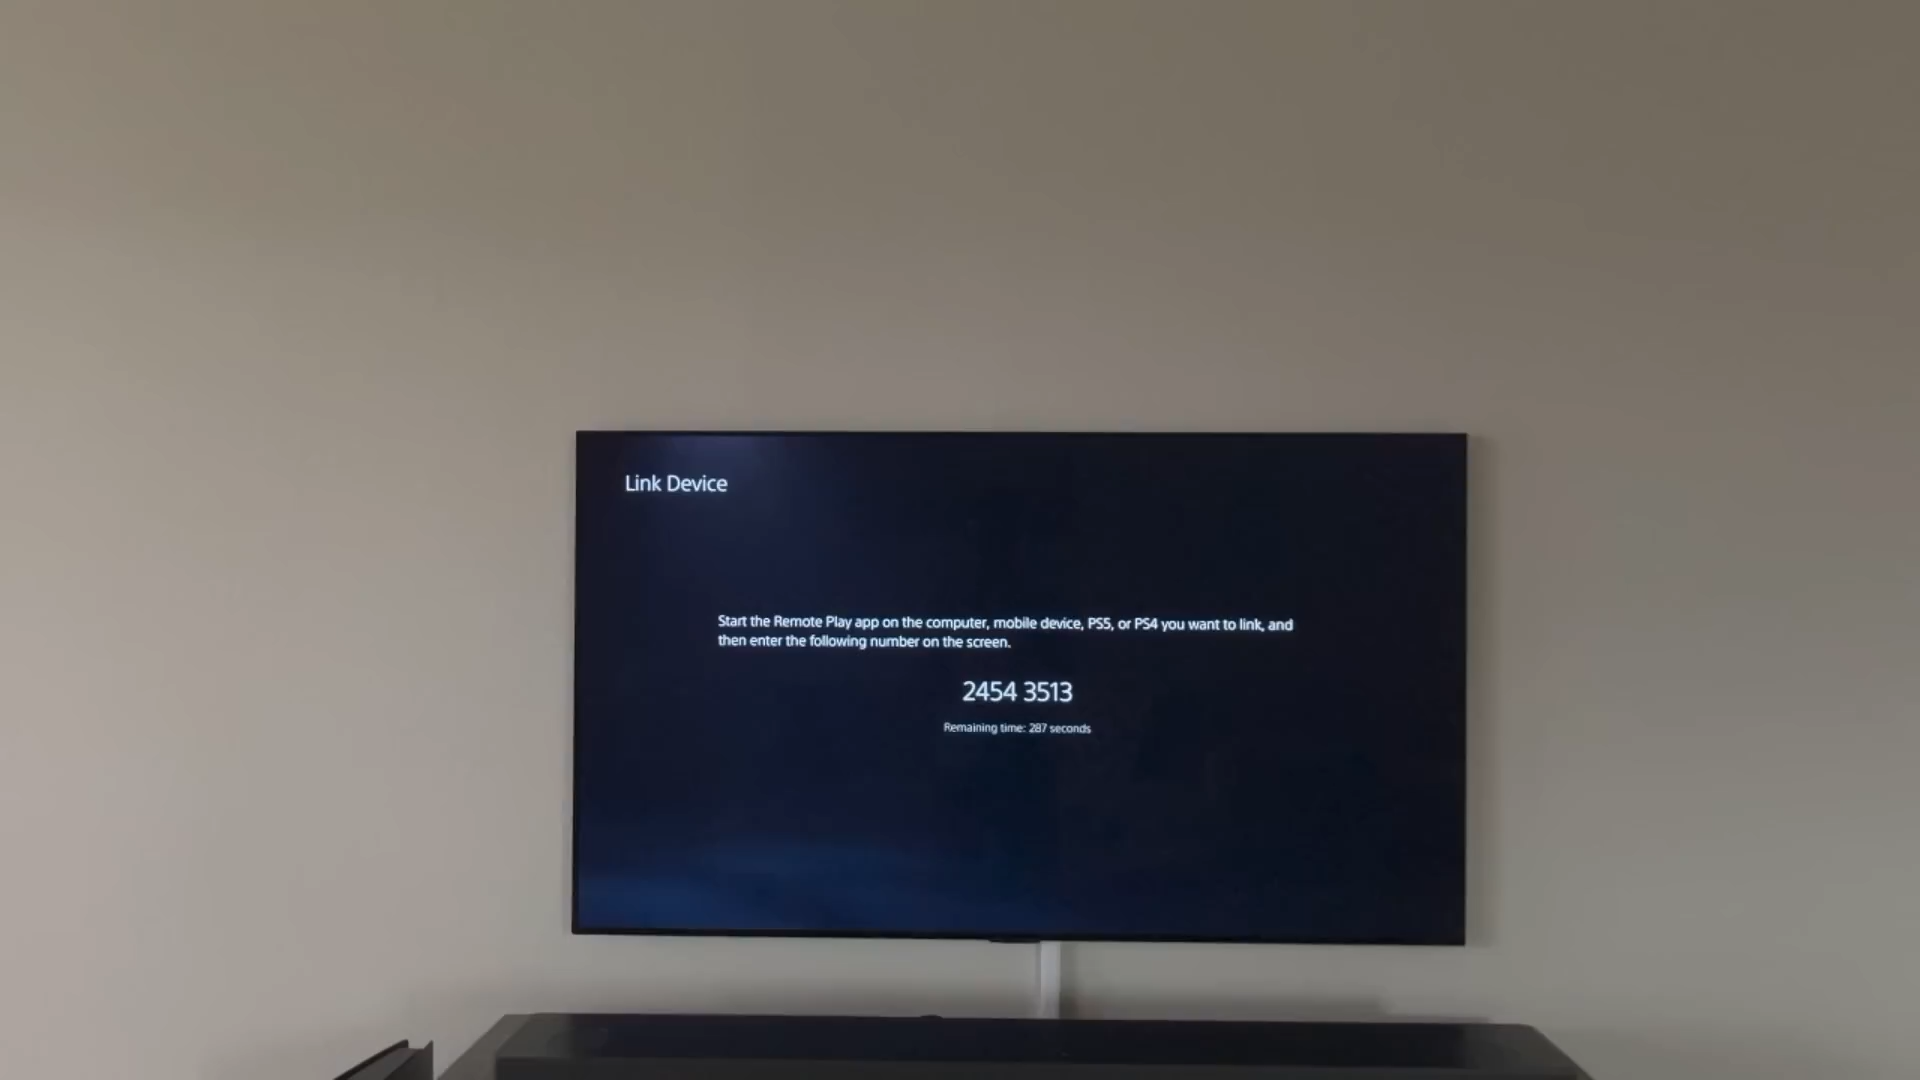 Link Device
Start the Remote Play app on the computer, mobile device, PS5, or PS4 you want to link, and
then enter the following number on the screen.
2454 3513
Remaining time: 287 seconds